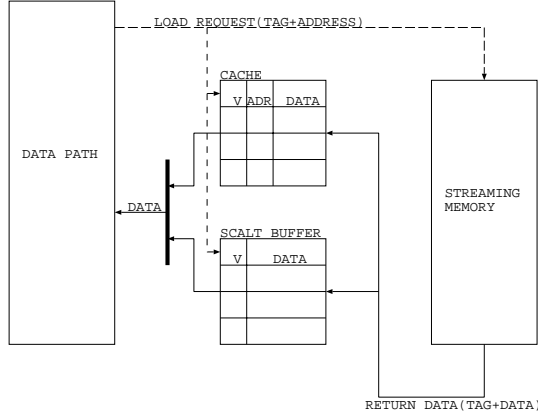 LOAD REQUEST(TAG+ADDRESS)
CACHE
V ADR DATA
DATA PATH
STREAMING
MEMORY
DATA
SCALT BUFFER
V DATA
RETURN DATA(TAG+DATA)